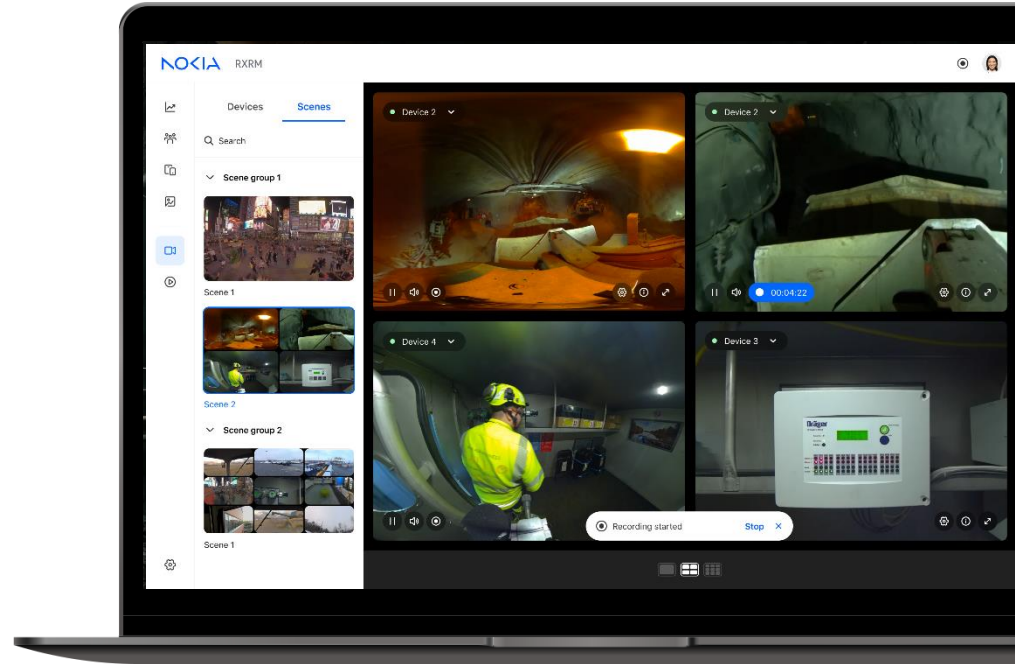 NOKIA RXRM
Devices Scenes
Search
Scene group 1
Scene 1
Scene 2
Scene group 2
Scene 1
Device 2
Device 2
00:04:22
Device 4
Device 3
Dräger
Recording started Stop ×